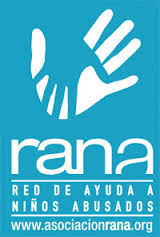 rana
RED DE AYUDA A
NIÑOS ABUSADOS
www.asociacionrana.org